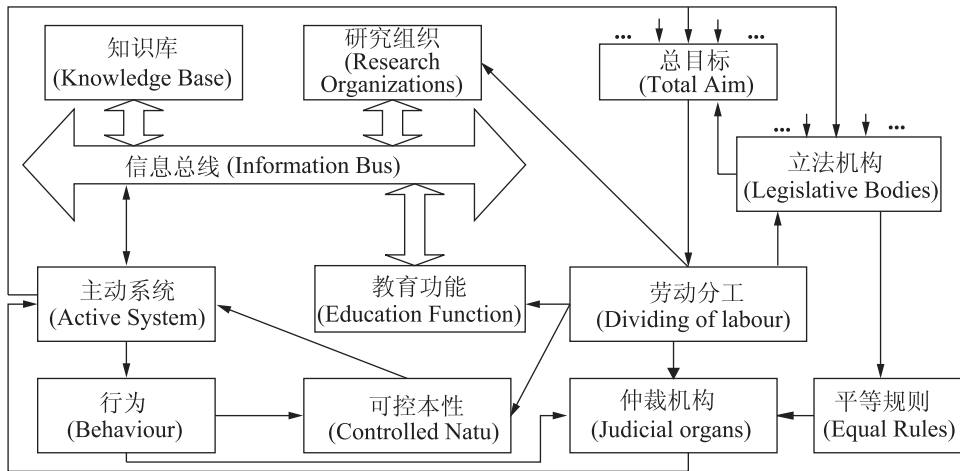 知识库
(Knowledge Base)
研究组织
(Research
Organizations)
... ...
总目标
(Total Aim)
信息总线 (Information Bus)
... ...
立法机构
(Legislative Bodies)
主动系统
(Active System)
教育功能
(Education Function)
劳动分工
(Dividing of labour)
行为
(Behaviour)
可控本性
(Controlled Natu)
仲裁机构
(Judicial organs)
平等规则
(Equal Rules)